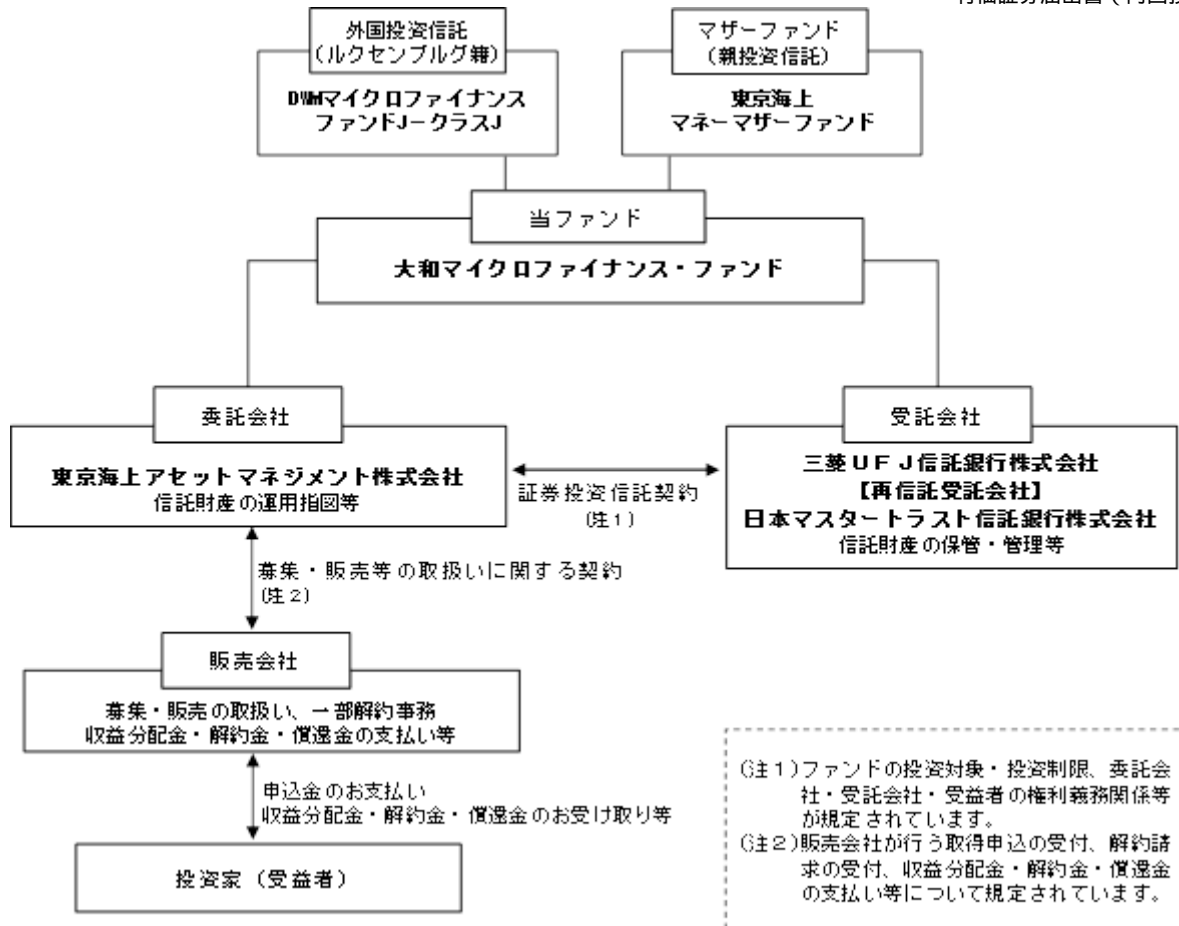 外国投資信託
(ルクセンブルグ籍)
DWMマイクロファイナンス
ファンドJークラスJ
マザーファンド
(親投資信託)
東京海上
マネーマザーファンド
当ファンド
大和マイクロファイナンス・ファンド
委託会社
東京海上アセットマネジメント株式会社
信託財産の運用指図等
証券投資信託契約
(注1)
受託会社
三菱UFJ信託銀行株式会社
【再信託受託会社】
日本マスタートラスト信託銀行株式会社
信託財産の保管・管理等
募集・販売等の取扱いに関する契約
(注2)
販売会社
募集・販売の取扱い、一部解約事務
収益分配金・解約金・償還金の支払い等
申込金のお支払い
収益分配金・解約金・償還金のお受け取り等
投資家（受益者）
(注1)ファンドの投資対象・投資制限、委託会
社・受託会社・受益者の権利義務関係等
が規定されています。
(注2)販売会社が行う取得申込の受付、解約請
求の受付、収益分配金・解約金・償還金
の支払い等について規定されています。